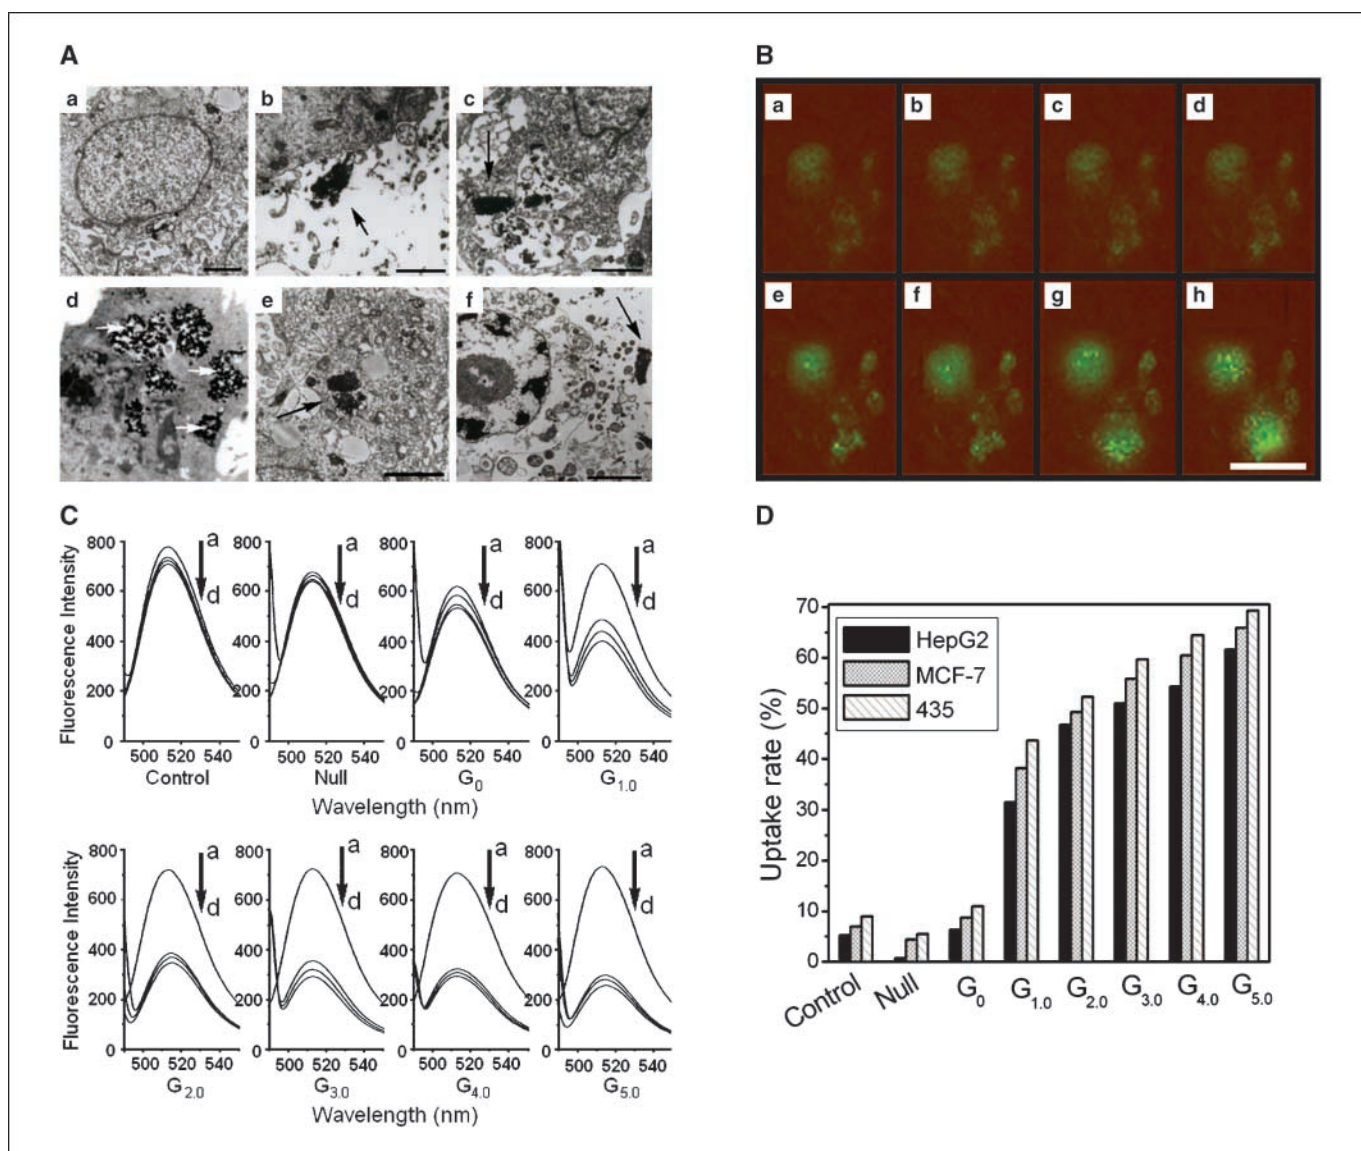 A
a
b
c
d
e
f
B
a
b
c
d
e
f
g
h
C
Fluorescence Intensity
800
600
400
200
0
a
d
500 520 540
Control
800
600
400
200
0
a
d
500 520 540
Null
800
600
400
200
0
a
d
500 520 540
G0
800
600
400
200
0
a
d
500 520 540
G1.0
Wavelength (nm)
Fluorescence Intensity
800
600
400
200
0
a
d
500 520 540
G2.0
800
600
400
200
0
a
d
500 520 540
G3.0
800
600
400
200
0
a
d
500 520 540
G4.0
800
600
400
200
0
a
d
500 520 540
G5.0
Wavelength (nm)
D
Uptake rate (%)
70
60
50
40
30
20
10
0
HepG2
MCF-7
435
Control
Null
G0
G1.0
G2.0
G3.0
G4.0
G5.0